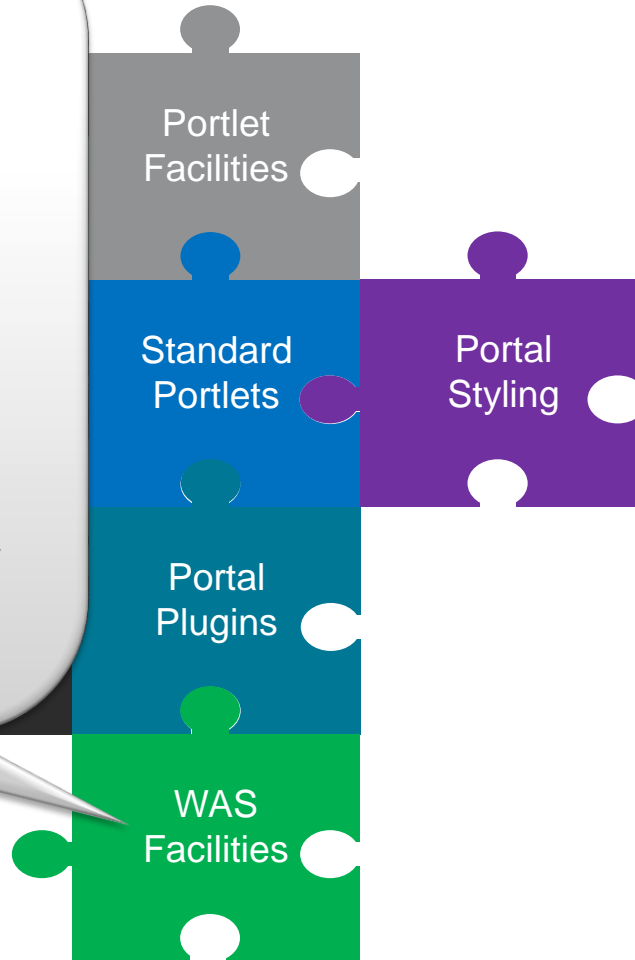 Portlet
Facilities
Standard
Portlets
Portal
Styling
Portal
Plugins
WAS
Facilities